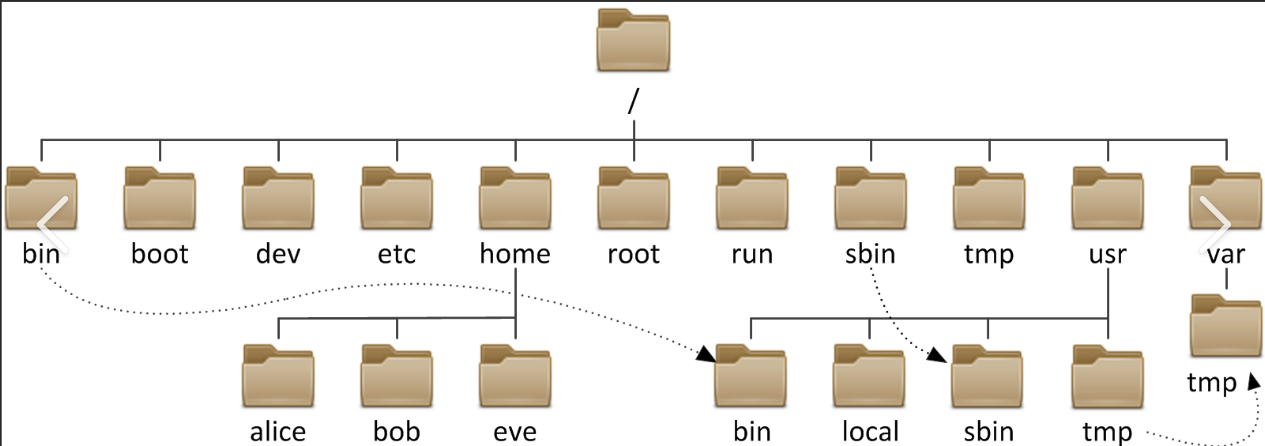 /
bin boot dev etc home root run sbin tmp usr var
tmp
alice bob eve bin local sbin tmp